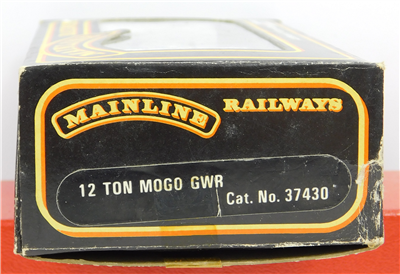 MAINLINE RAILWAYS
12 TON MOGO GWR
Cat. No. 37430